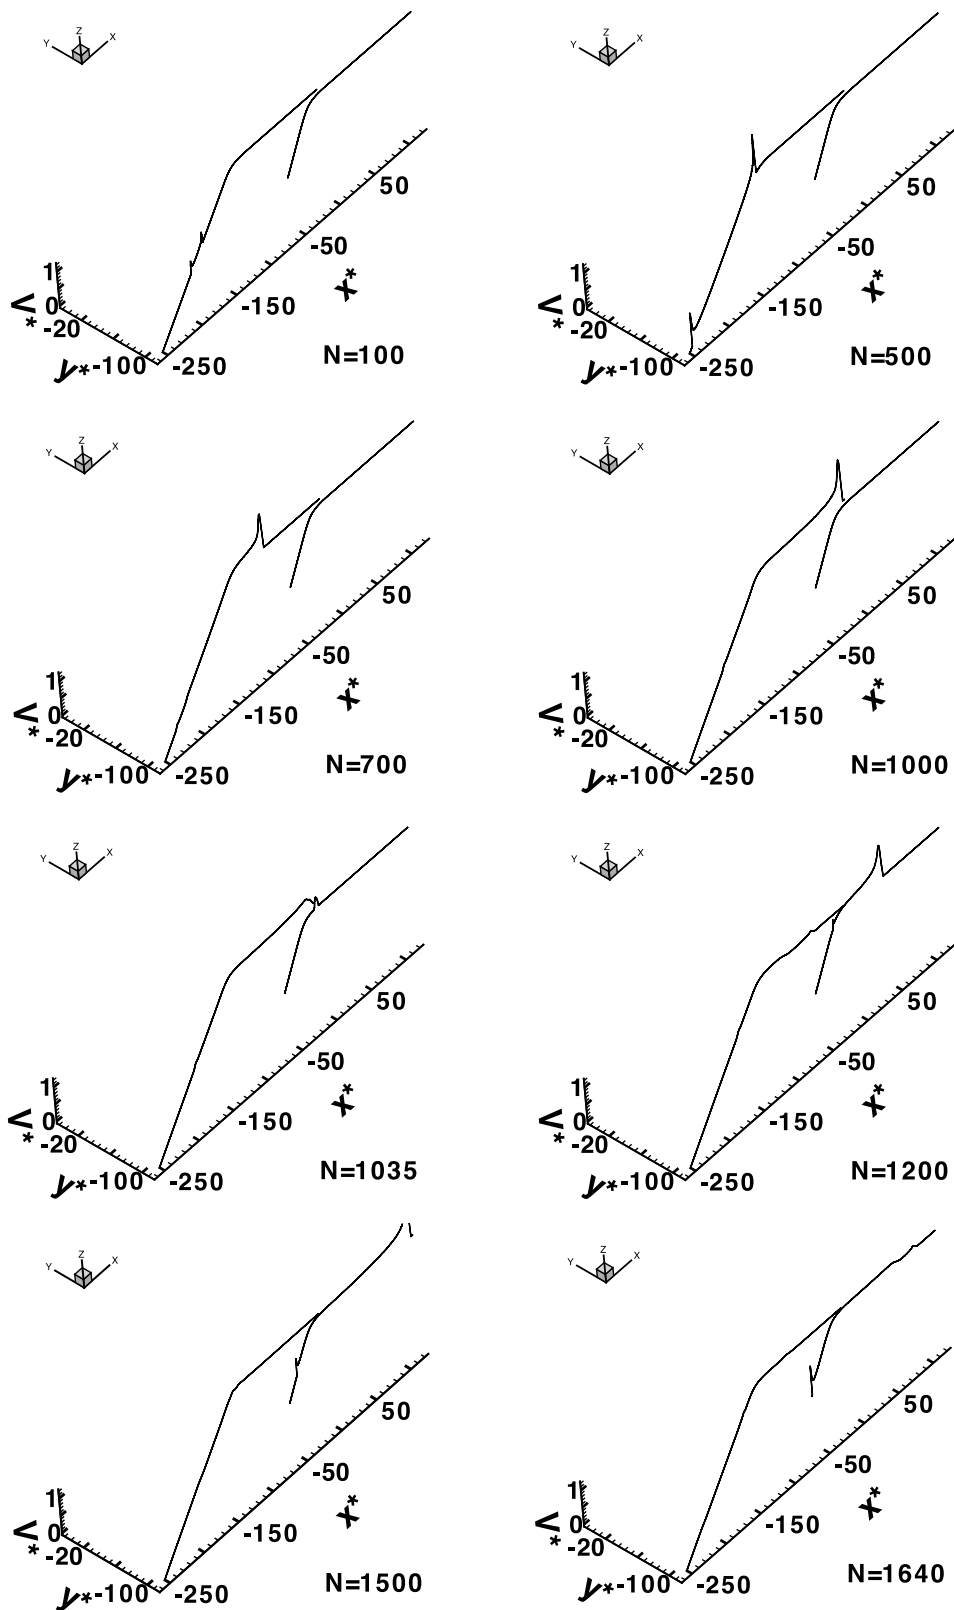 Z
Y X
50
-50
1
-150
x*
V* 0
-20
y* -100 -250
N=100
Z
Y X
50
-50
1
-150
x*
V* 0
-20
y* -100 -250
N=500
Z
Y X
50
-50
1
-150
x*
V* 0
-20
y* -100 -250
N=700
Z
Y X
50
-50
1
-150
x*
V* 0
-20
y* -100 -250
N=1000
Z
Y X
50
-50
1
-150
x*
V* 0
-20
y* -100 -250
N=1035
Z
Y X
50
-50
1
-150
x*
V* 0
-20
y* -100 -250
N=1200
Z
Y X
50
-50
1
-150
x*
V* 0
-20
y* -100 -250
N=1500
Z
Y X
50
-50
1
-150
x*
V* 0
-20
y* -100 -250
N=1640